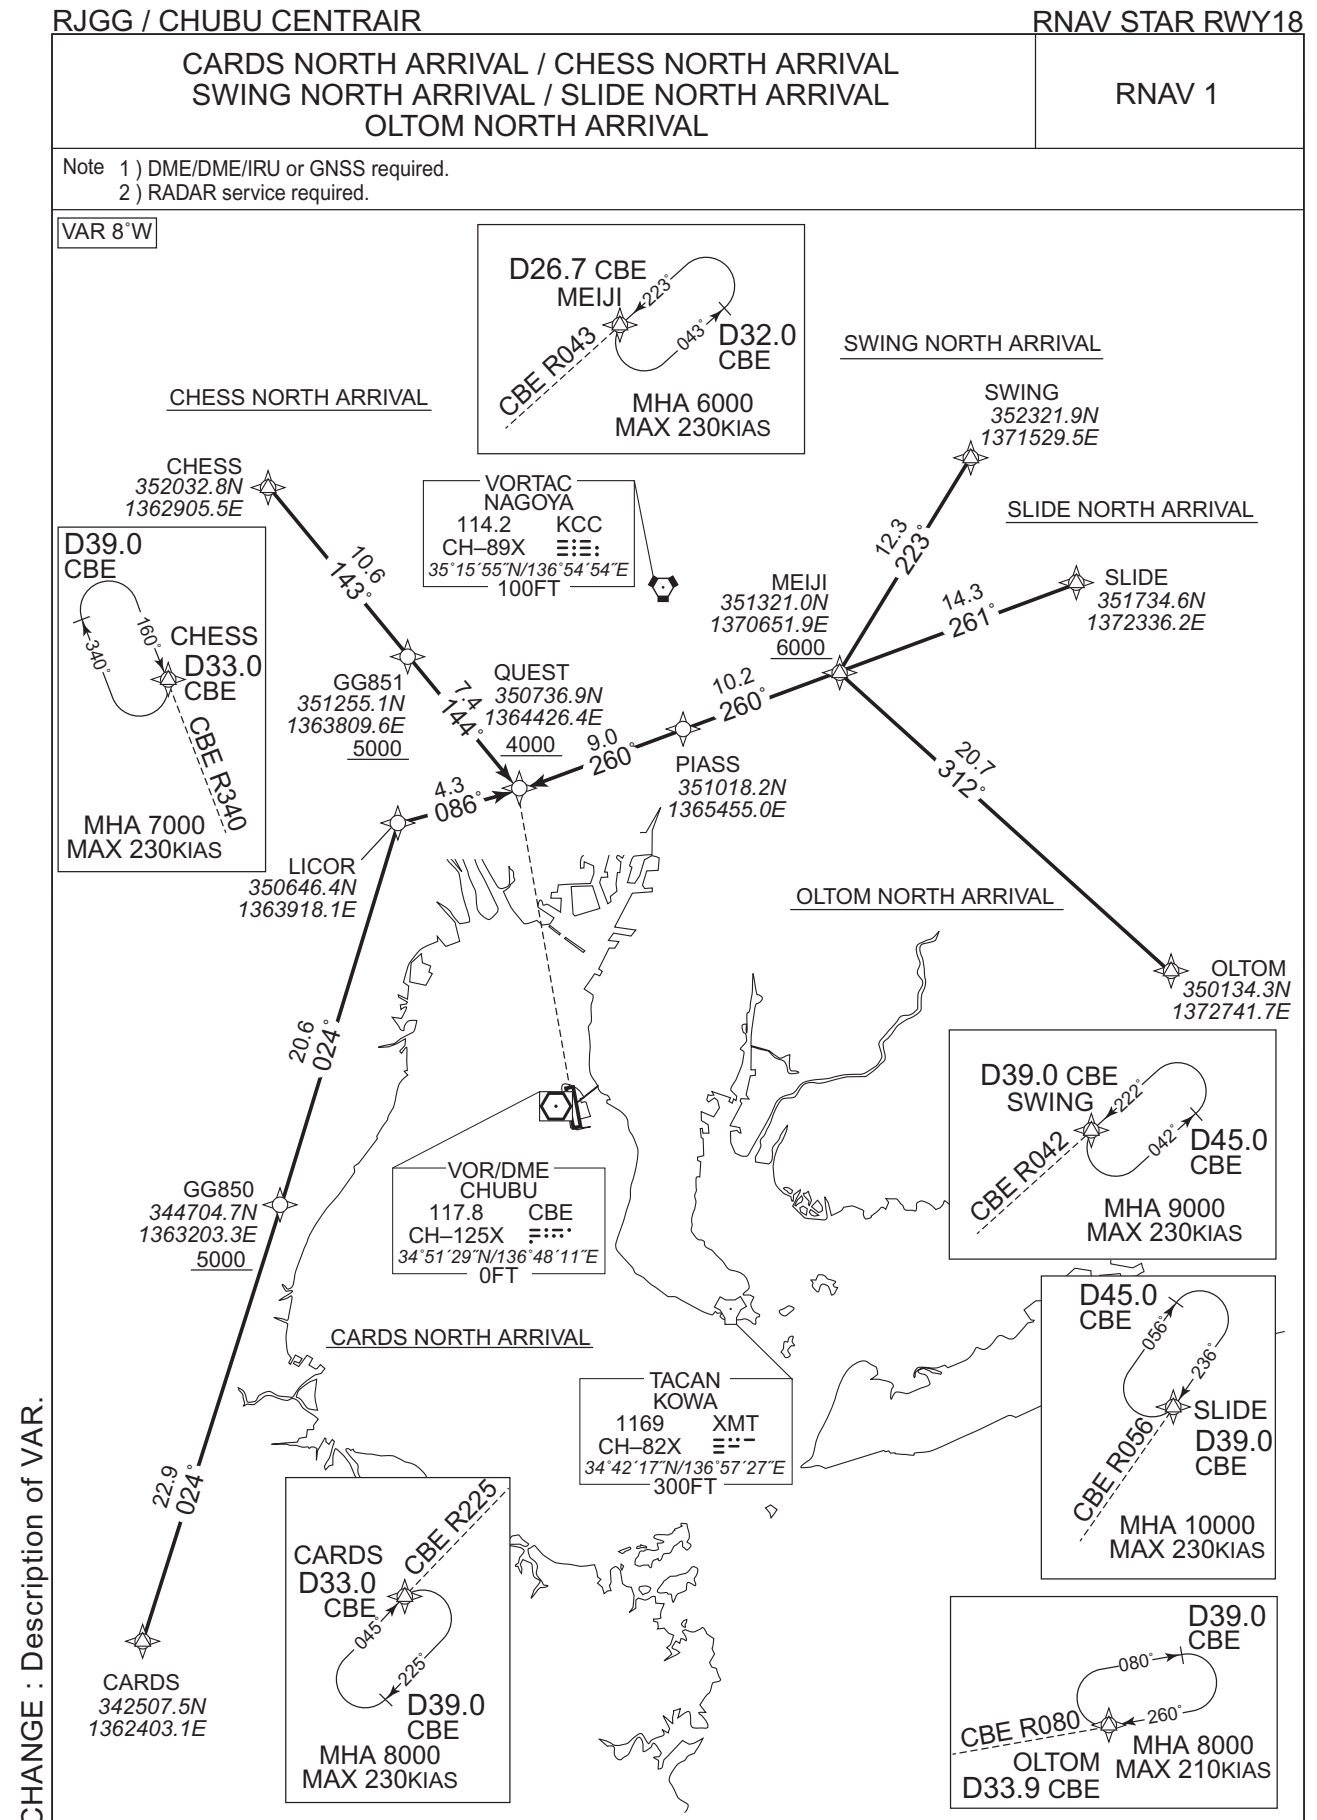 RJGG / CHUBU CENTRAIR
RNAV STAR RWY18
CARDS NORTH ARRIVAL / CHESS NORTH ARRIVAL
SWING NORTH ARRIVAL / SLIDE NORTH ARRIVAL
OLTOM NORTH ARRIVAL
RNAV 1
Note 1 ) DME/DME/IRU or GNSS required.
2 ) RADAR service required.
VAR 8˚W
D26.7 CBE
MEIJI
223˚
043˚
D32.0
CBE
CBE R043
MHA 6000
MAX 230KIAS
SWING NORTH ARRIVAL
SWING
352321.9N
1371529.5E
CHESS NORTH ARRIVAL
CHESS
352032.8N
1362905.5E
VORTAC
NAGOYA
114.2 KCC
CH–89X
35˚15´55˝N/136˚54´54˝E
100FT
SLIDE NORTH ARRIVAL
12.3
223˚
SLIDE
351734.6N
1372336.2E
14.3
261˚
MEIJI
351321.0N
1370651.9E
6000
10.6
143˚
D39.0
CBE
160˚
340˚
CHESS
D33.0
CBE
CBE R340
MHA 7000
MAX 230KIAS
GG851
351255.1N
1363809.6E
5000
7.4
144˚
QUEST
350736.9N
1364426.4E
4000
10.2
260˚
9.0
260˚
PIASS
351018.2N
1365455.0E
4.3
086˚
20.7
312˚
LICOR
350646.4N
1363918.1E
OLTOM NORTH ARRIVAL
OLTOM
350134.3N
1372741.7E
20.6
024˚
D39.0 CBE
SWING
222˚
042˚
D45.0
CBE
CBE R042
MHA 9000
MAX 230KIAS
VOR/DME
CHUBU
117.8 CBE
CH–125X
34˚51´29˝N/136˚48´11˝E
0FT
GG850
344704.7N
1363203.3E
5000
CARDS NORTH ARRIVAL
D45.0
CBE
056˚
236˚
SLIDE
D39.0
CBE
CBE R056
MHA 10000
MAX 230KIAS
TACAN
KOWA
1169 XMT
CH–82X
34˚42´17˝N/136˚57´27˝E
300FT
22.9
024˚
CARDS
D33.0
CBE
CBE R225
045˚
225˚
D39.0
CBE
MHA 8000
MAX 230KIAS
CARDS
342507.5N
1362403.1E
D39.0
CBE
080˚
260˚
CBE R080
OLTOM
D33.9 CBE
MHA 8000
MAX 210KIAS
CHANGE : Description of VAR.